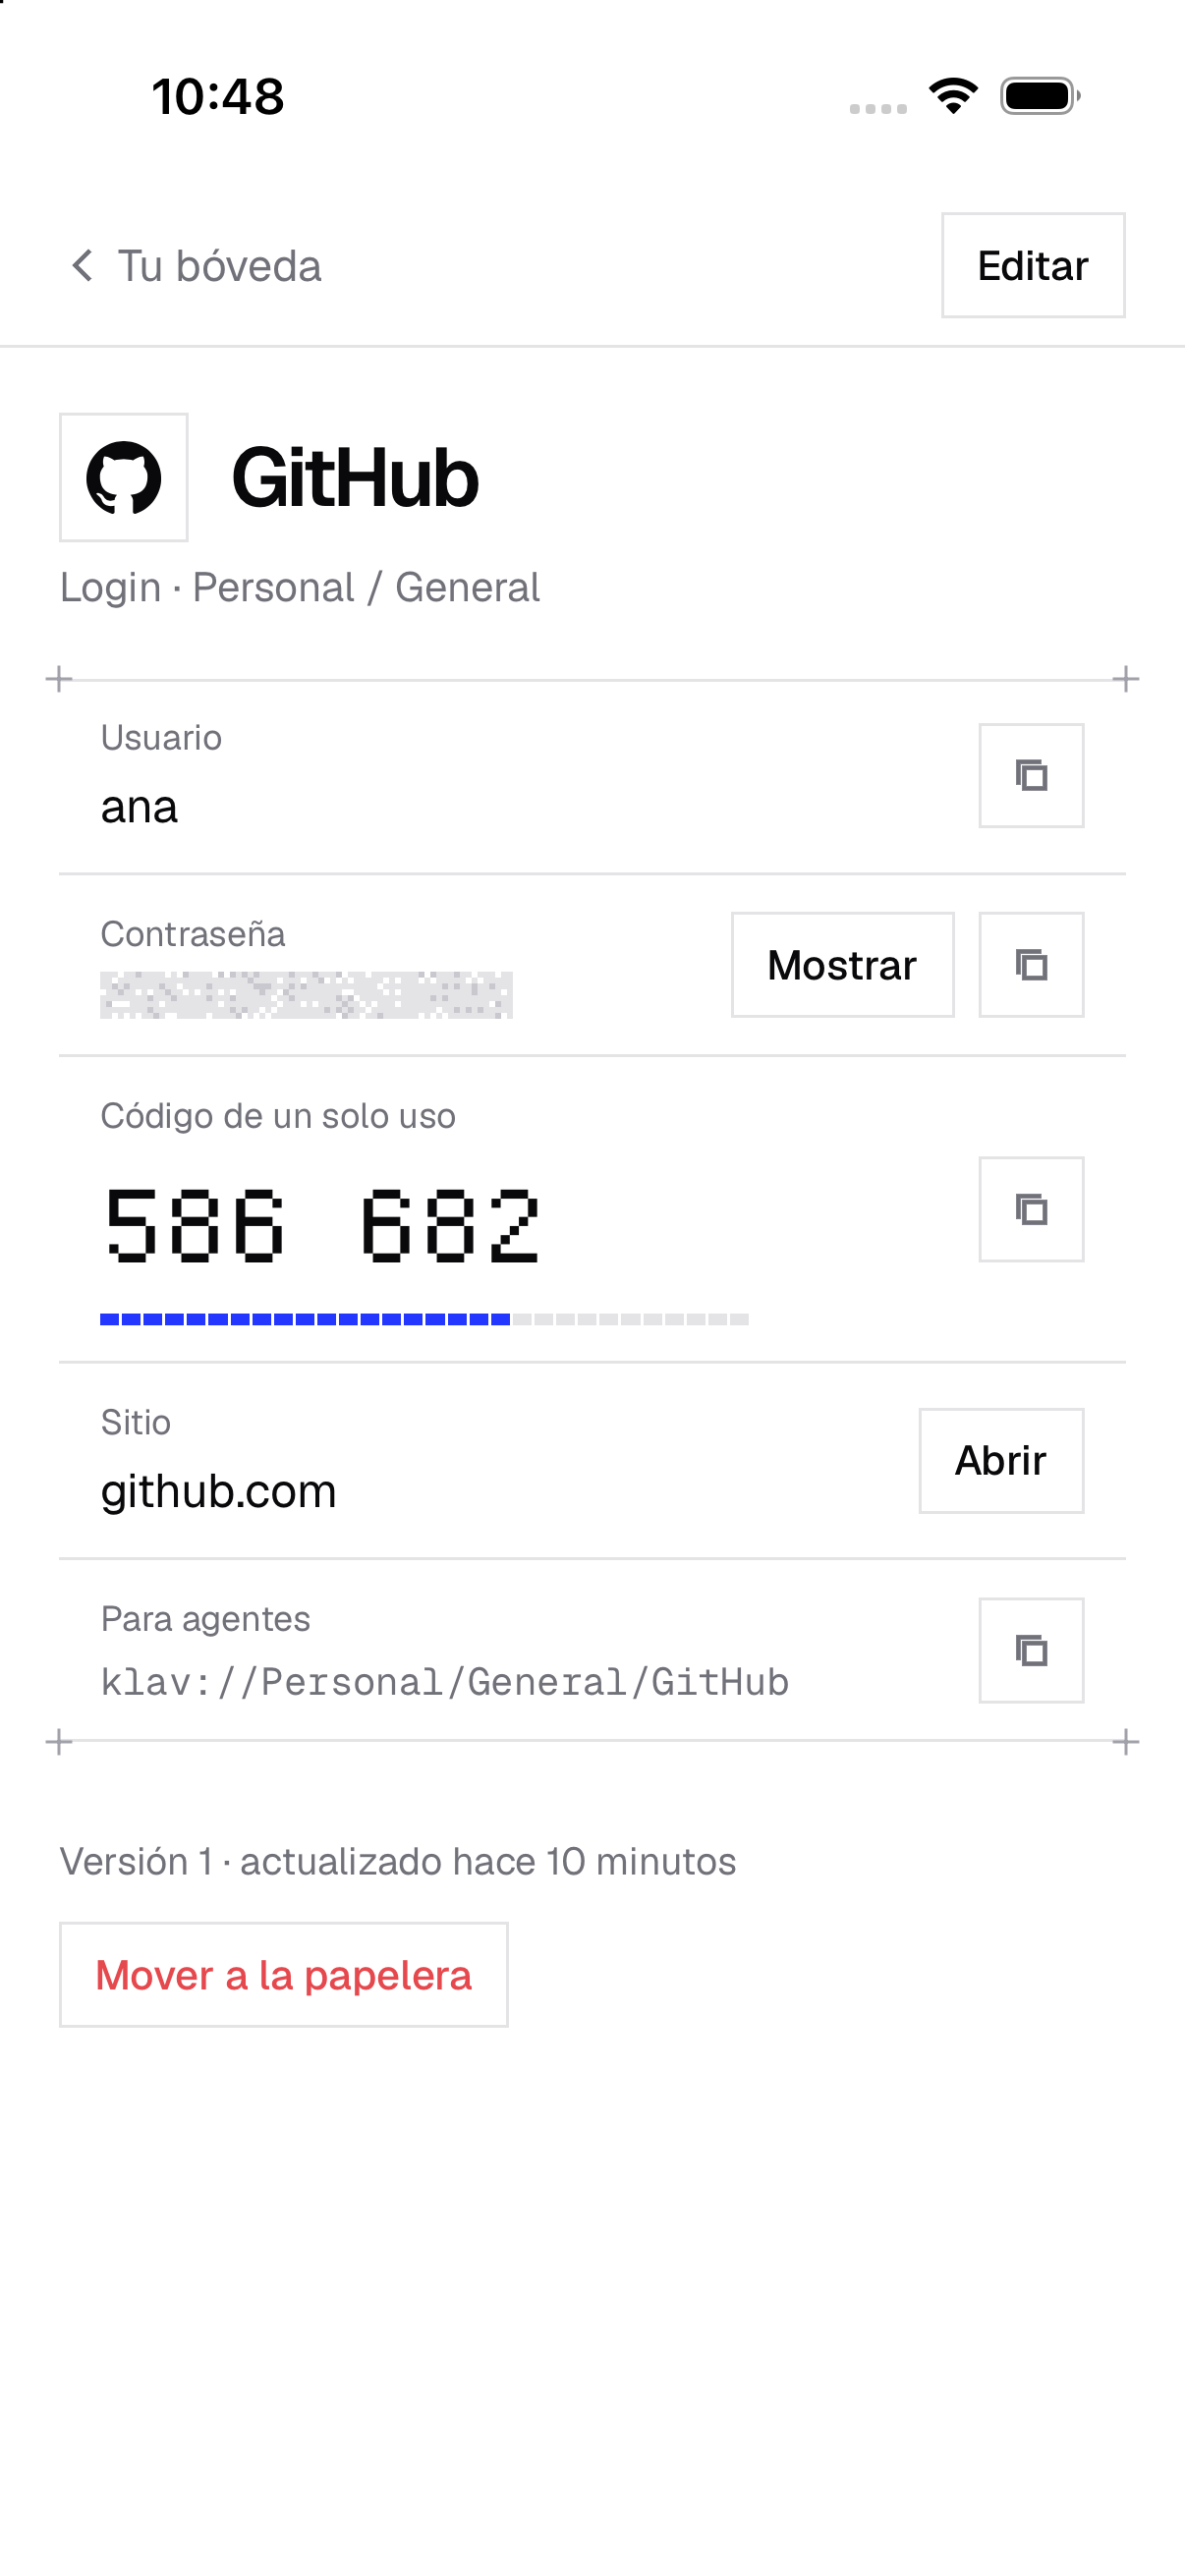 10:48
Tu bóveda
Editar
GitHub
Login · Personal / General
Usuario
ana
Contraseña
Mostrar
Código de un solo uso
586 682
Sitio
github.com
Abrir
Para agentes
klav://Personal/General/GitHub
Versión 1 · actualizado hace 10 minutos
Mover a la papelera